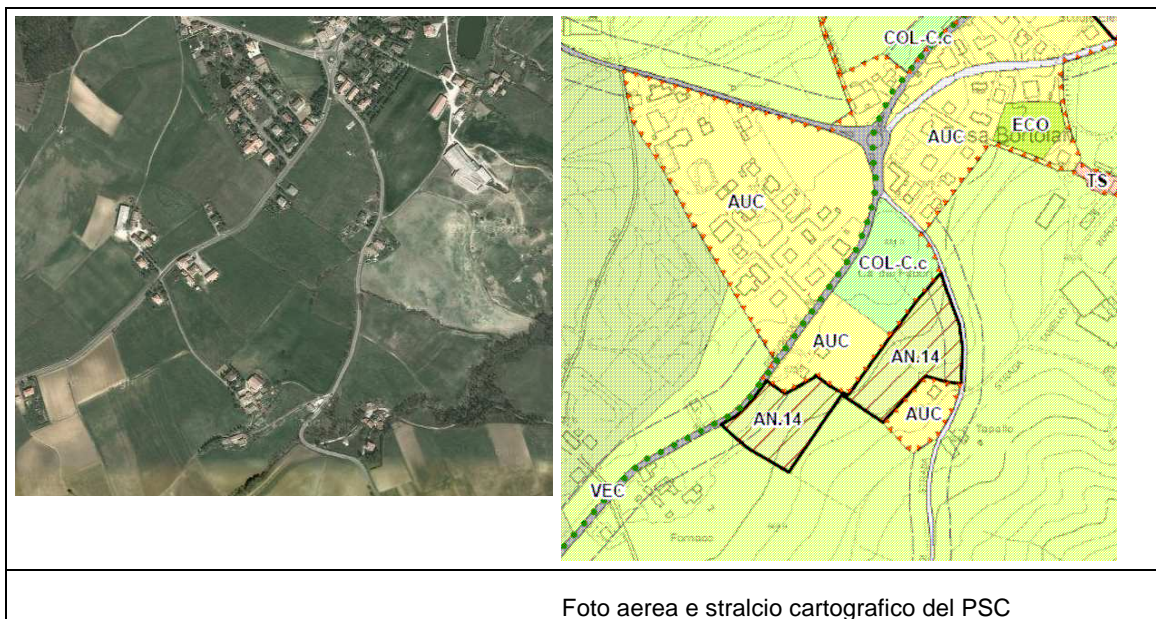 COL-C.c
AUC
ECO
TS
AUC
COL-C.c
AUC
AN.14
AN.14
AUC
VEC
Fornace
Foto aerea e stralcio cartografico del PSC